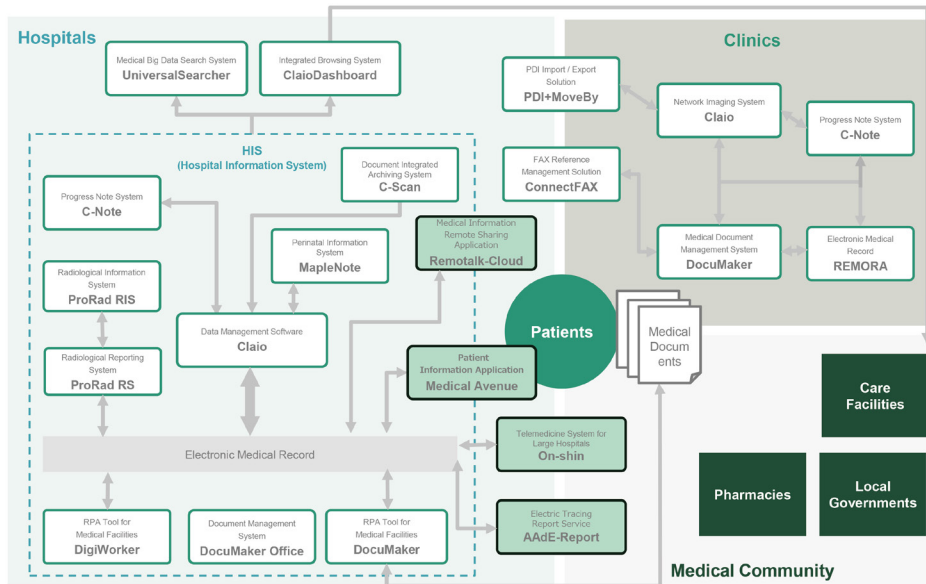 Hospitals
Medical Big Data Search System
UniversalSearcher
Integrated Browsing System
ClaioDashboard
HIS
(Hospital Information System)
Document Integrated
Archiving System
C-Scan
Progress Note System
C-Note
Pennatal Information
System
MapleNote
Medical Information
Remote Sharing
Application
Remotalk-Cloud
Radiological Information
System
ProRad RIS
Data Management Software
Claio
Radiological Reporting
System
ProRad RS
Patient
Information Application
Medical Avenue
Electronic Medical Record
Telemedicine System for
Large Hospitals
On-shin
RPA Tool for
Medical Facilities
DigiWorker
Document Management
System
DocuMaker Office
RPA Tool for
Medical Facilities
DocuMaker
Electric Tracing
Report Service
AAdE-Report
Clinics
PDI Import / Export
Solution
PDI+MoveBy
Network Imaging System
Claio
Progress Note System
C-Note
FAX Reference
Management Solution
ConnectFAX
Medical Document
Management System
DocuMaker
Electronic Medical
Record
REMORA
Patients
Medical
Docum
ents
Care
Facilities
Pharmacies
Local
Governments
Medical Community